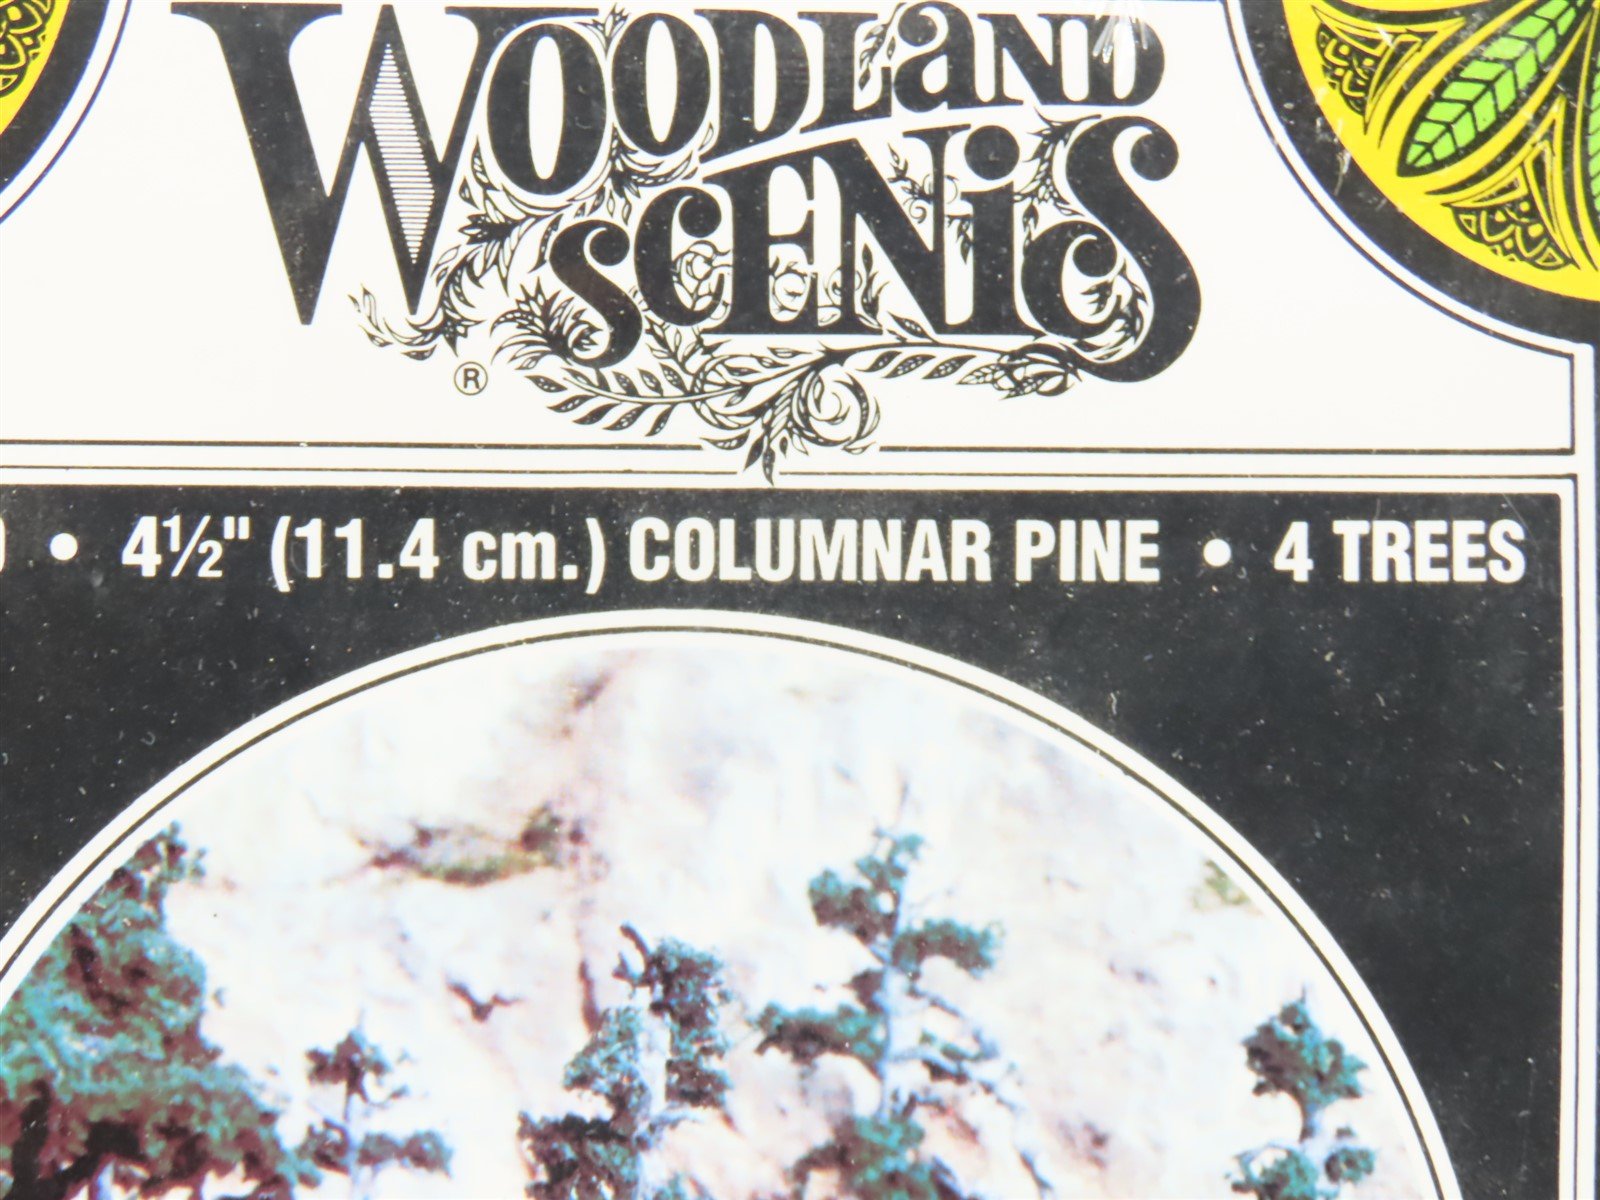 WOODLAND
SCENICS
®
• 4½" (11.4 cm.) COLUMNAR PINE • 4 TREES